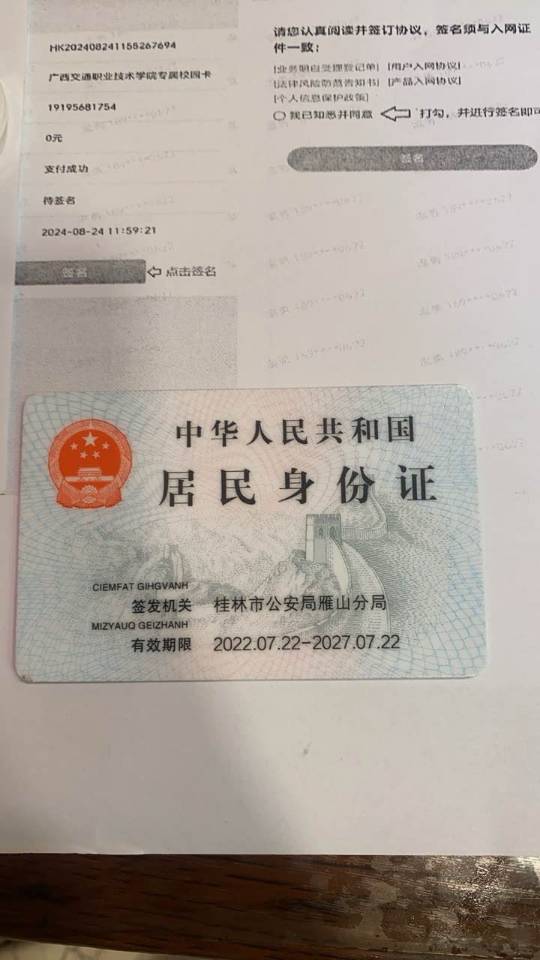 HK202408241158267694
广西交通职业技术学院专属校园卡
19195681754
0元
支付成功
待签名
2024-08-24 11:59:21
签名
点击签名
请您认真阅读并签订协议，签名须与入网证
件一致：
[业务明白受理登记单] [用户入网协议]
[法律风险防范告知书] [产品入网协议]
[个人信息保护政策]
我已知悉并同意
打勾，并进行签名即可
签名
中华人民共和国
居民身份证
CIEMFAT GIHGVANH
签发机关 桂林市公安局雁山分局
MIZYAUQ GEIZHANH
有效期限 2022.07.22-2027.07.22